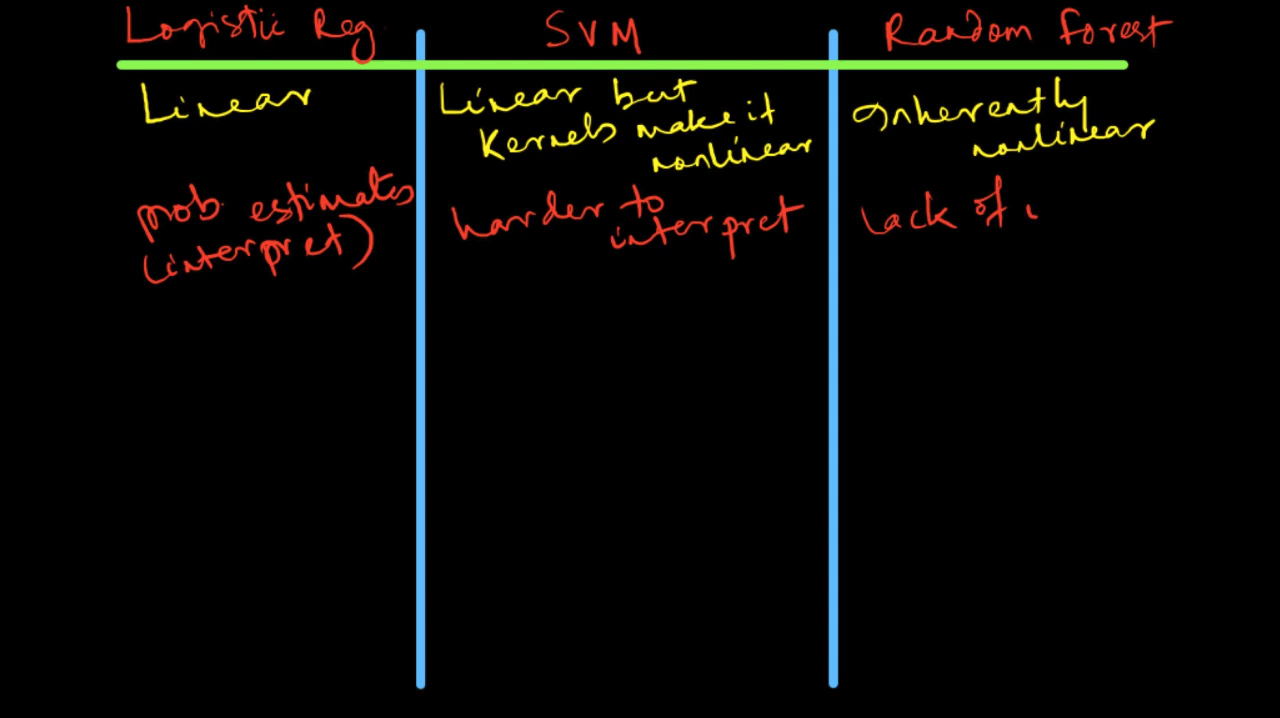 Logistic Reg
SVM
Random forest
Linear
Linear but
Kernels make it
nonlinear
Inherently
nonlinear
prob estimates
(interpret)
harder to
interpret
lack of